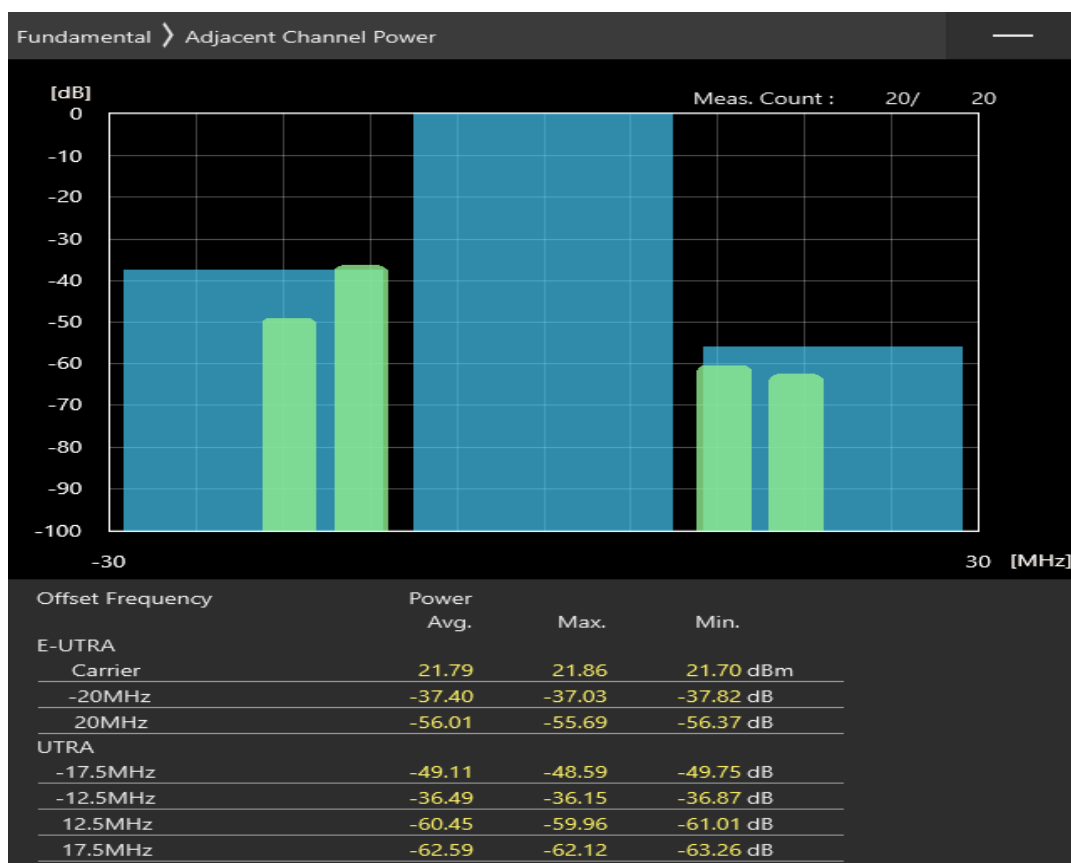 Fundamental ❯ Adjacent Channel Power
[dB]
Meas. Count : 20/ 20
0
-10
-20
-30
-40
-50
-60
-70
-80
-90
-100
-30 30 [MHz]
Offset Frequency Power
Avg. Max. Min.
E-UTRA
Carrier 21.79 21.86 21.70 dBm
-20MHz -37.40 -37.03 -37.82 dB
20MHz -56.01 -55.69 -56.37 dB
UTRA
-17.5MHz -49.11 -48.59 -49.75 dB
-12.5MHz -36.49 -36.15 -36.87 dB
12.5MHz -60.45 -59.96 -61.01 dB
17.5MHz -62.59 -62.12 -63.26 dB